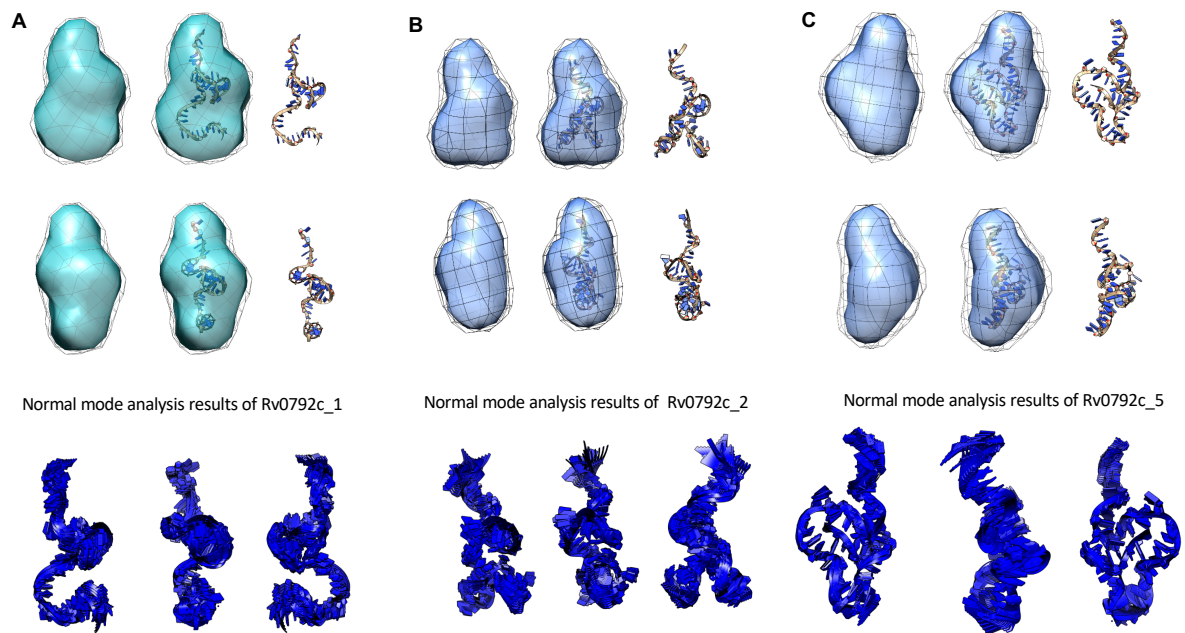 A
B
C
Normal mode analysis results of Rv0792c_1
Normal mode analysis results of Rv0792c_2
Normal mode analysis results of Rv0792c_5